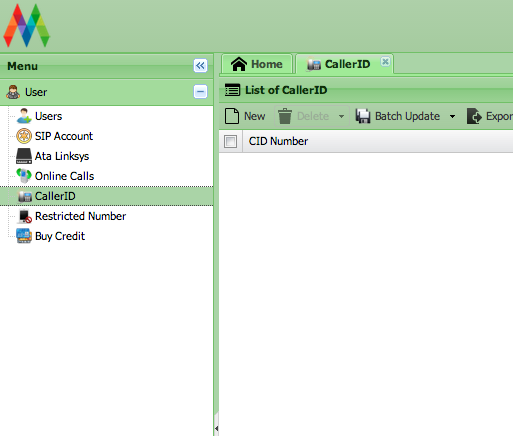 Menu
User
Users
SIP Account
Ata Linksys
Online Calls
CallerID
Restricted Number
Buy Credit
Home
CallerID
List of CallerID
New Delete Batch Update Expor
CID Number